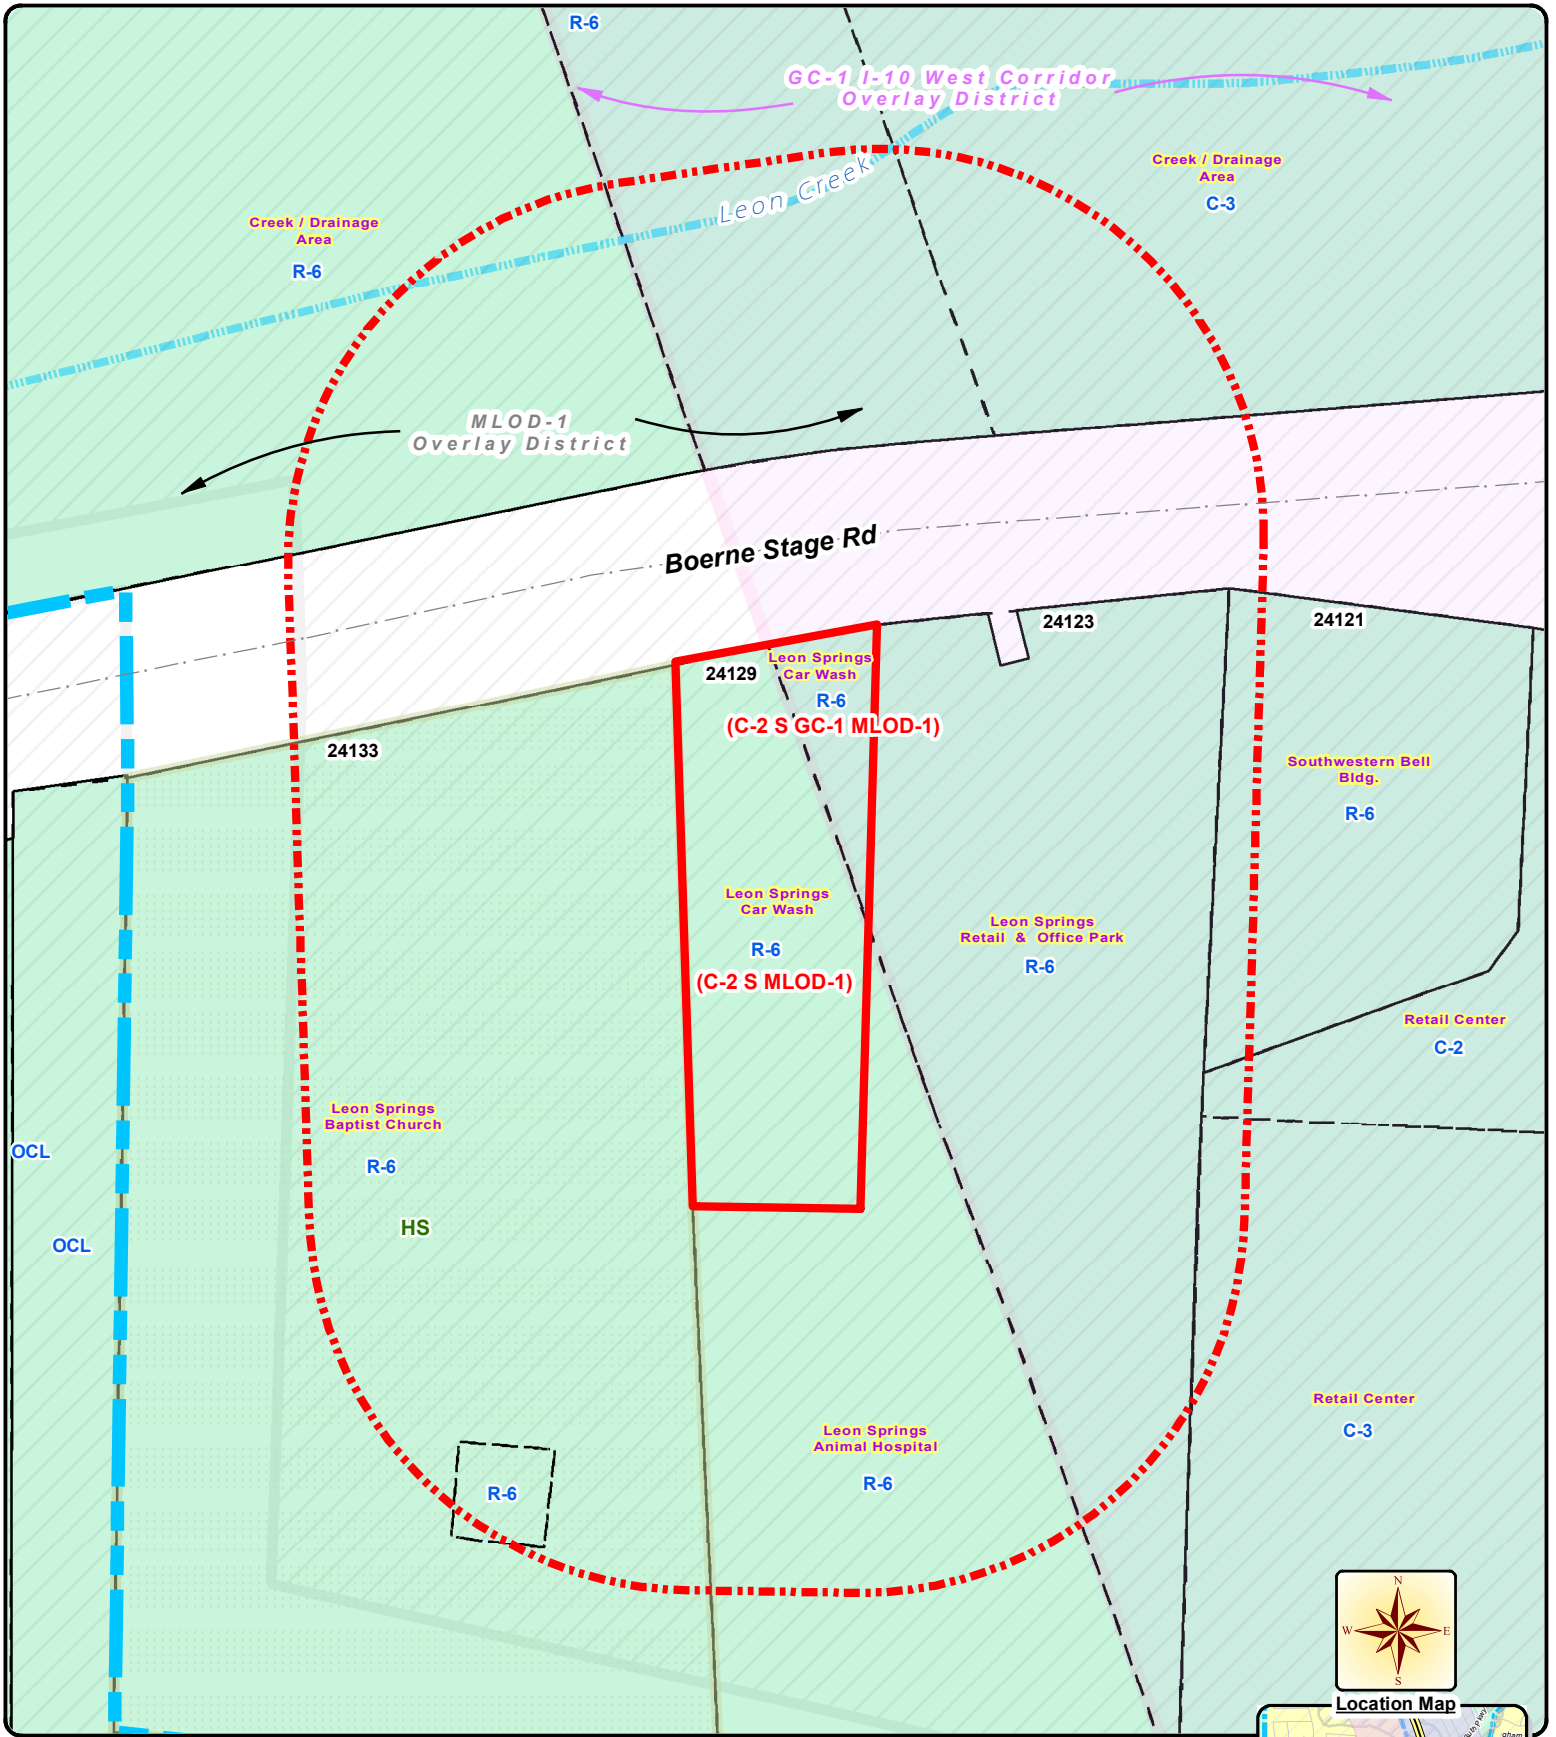 R-6
GC-1 I-10 West Corridor
Overlay District
Leon Creek
Creek / Drainage
Area
C-3
Creek / Drainage
Area
R-6
MLOD-1
Overlay District
Boerne Stage Rd
24123
24121
24129
Leon Springs
Car Wash
R-6
(C-2 S GC-1 MLOD-1)
24133
Southwestern Bell
Bldg.
R-6
Leon Springs
Car Wash
R-6
(C-2 S MLOD-1)
Leon Springs
Retail & Office Park
R-6
Retail Center
C-2
Leon Springs
Baptist Church
R-6
OCL
HS
OCL
Retail Center
C-3
Leon Springs
Animal Hospital
R-6
R-6
N
W
E
S
Location Map